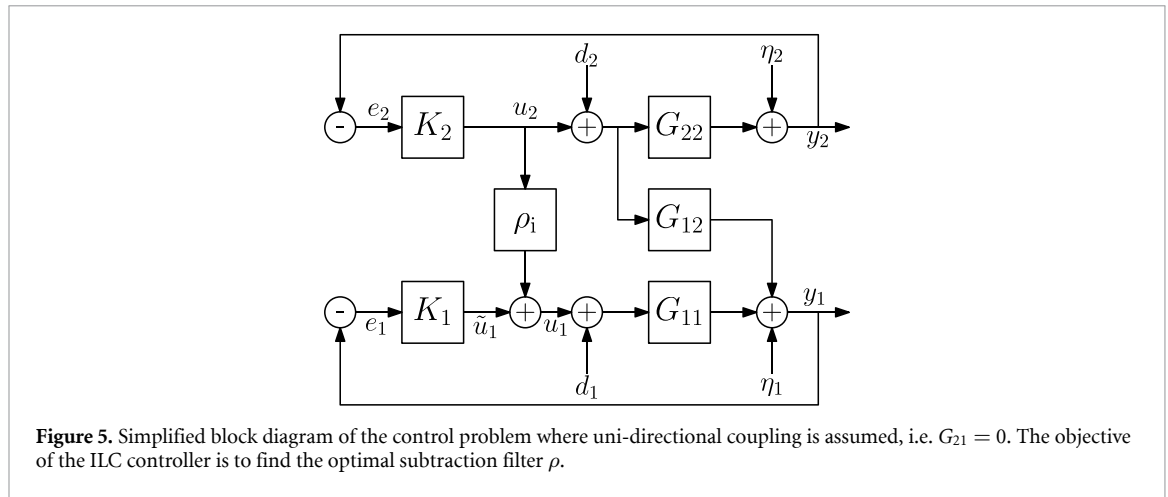 d₂
η₂
e₂
K₂
u₂
+
G₂₂
+
-
y₂
ρᵢ
G₁₂
-
e₁
K₁
ũ₁
+
u₁
+
G₁₁
+
y₁
d₁
η₁
Figure 5. Simplified block diagram of the control problem where uni-directional coupling is assumed, i.e. G₂₁ = 0. The objective
of the ILC controller is to find the optimal subtraction filter ρ.